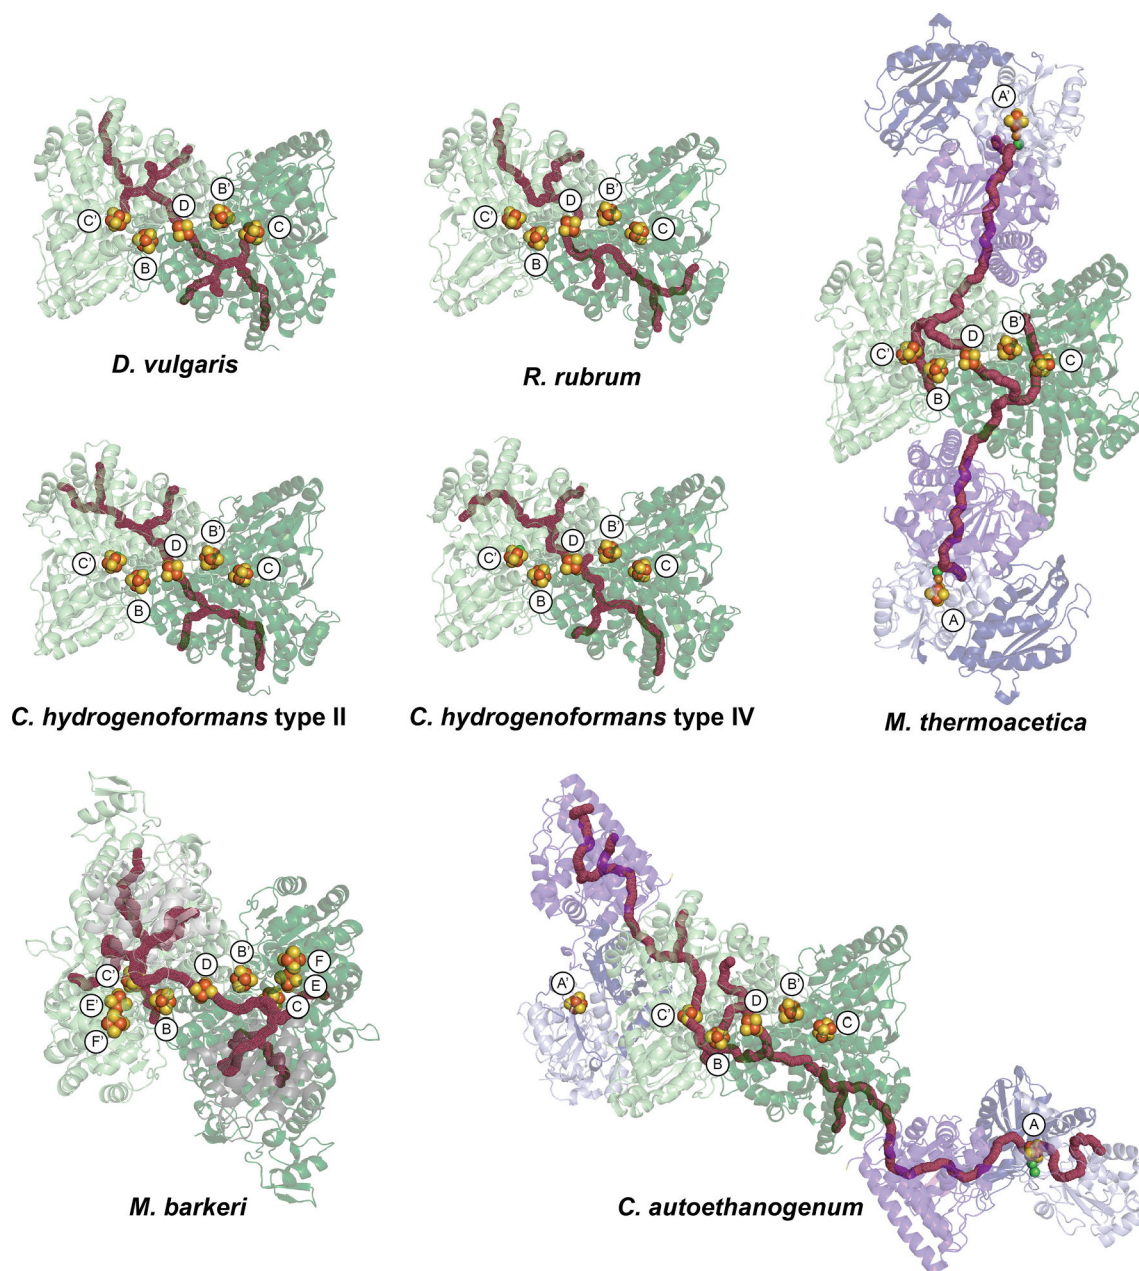 A'
B'
D
C'
C
B
D. vulgaris
B'
D
C'
C
B
R. rubrum
B'
D
C'
C
B
A
M. thermoacetica
B'
D
C'
C
B
C. hydrogenoformans type II
B'
D
C'
C
B
C. hydrogenoformans type IV
B'
D
F
C'
E
E'
C
B
F'
M. barkeri
A'
B'
D
C'
C
B
A
C. autoethanogenum